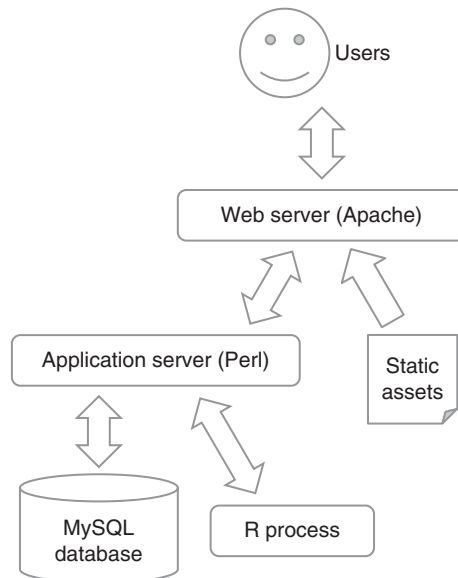 Users
Web server (Apache)
Application server (Perl)
Static
assets
MySQL
database
R process